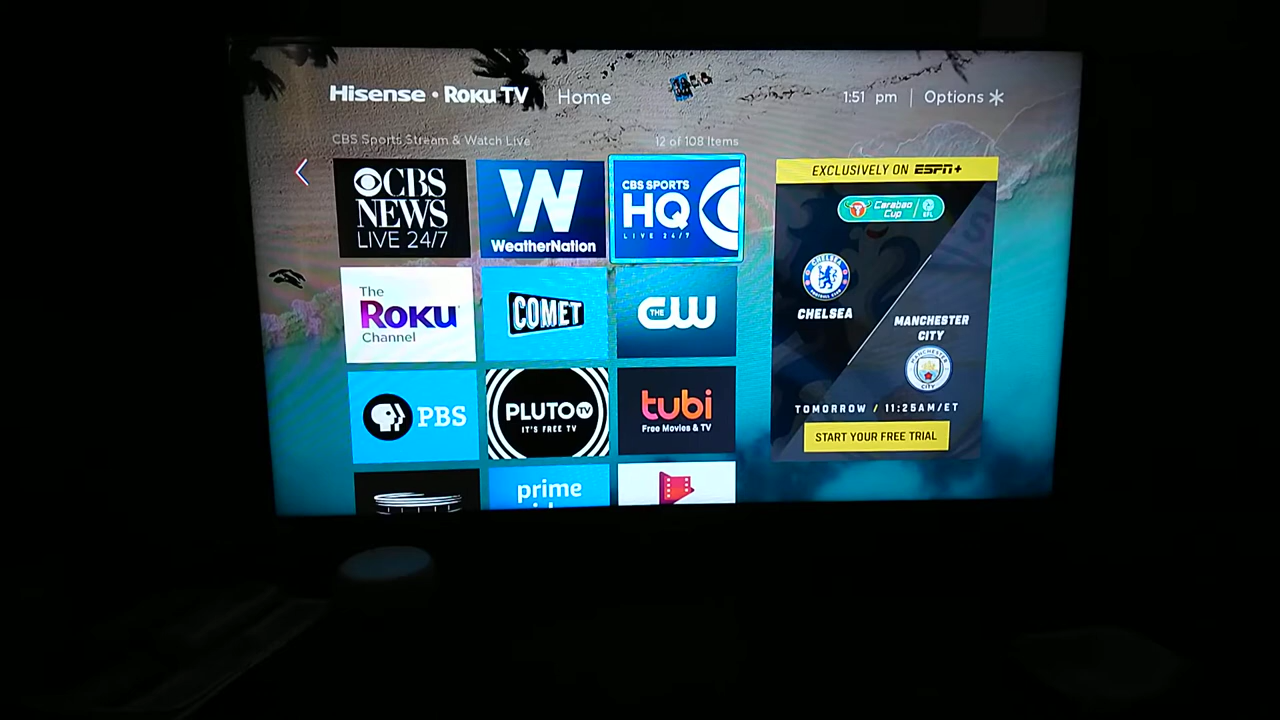 Hisense • Roku TV
Home
1:51 pm | Options
CBS Sports Stream & Watch Live
12 of 108 Items
CBS
NEWS
LIVE 24/7
WeatherNation
CBS SPORTS
HQ
LIVE 24/7
EXCLUSIVELY ON ESPN+
Carabao
Cup
EFL
CHELSEA
MANCHESTER
CITY
TOMORROW / 11:25AM/ET
START YOUR FREE TRIAL
The
Roku
Channel
COMET
THE CW
PBS
PLUTO TV
IT'S FREE TV
tubi
Free Movies & TV
prime